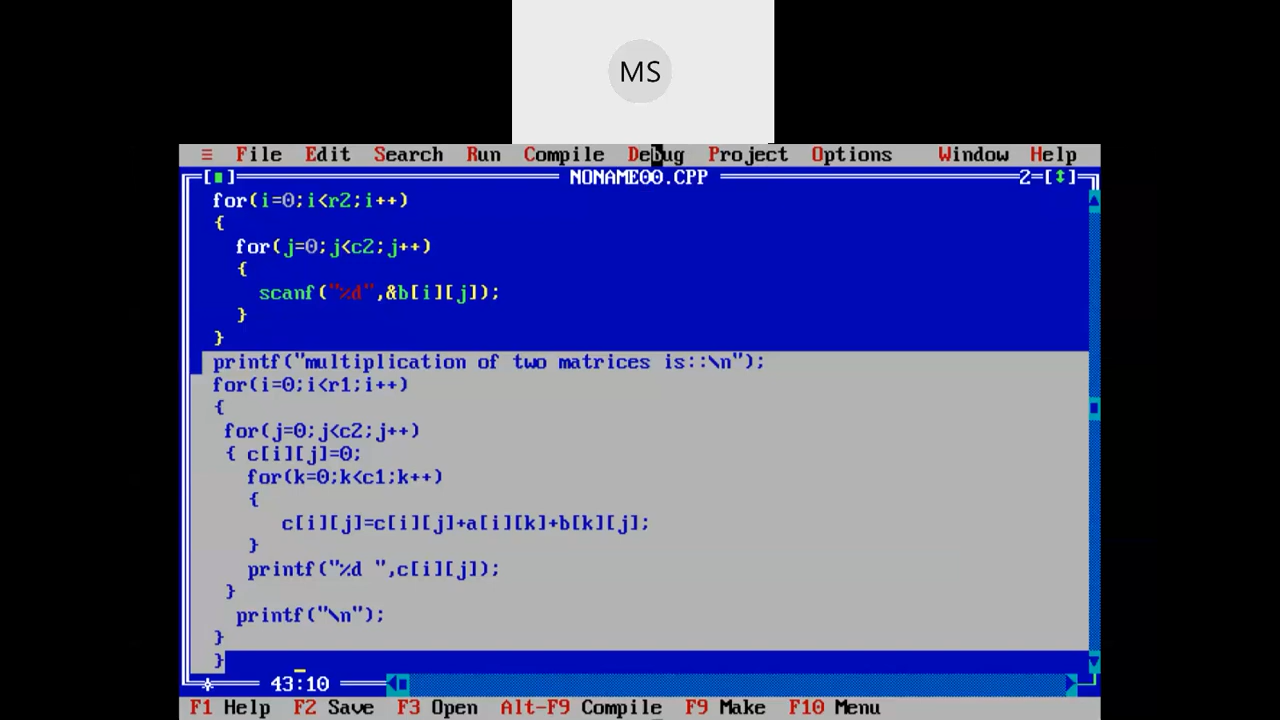 MS
≡ File Edit Search Run Compile Debug Project Options Window Help
[■] NONAME00.CPP 2=[↕]
for(i=0;i<r2;i++)
{
for(j=0;j<c2;j++)
{
scanf("%d",&b[i][j]);
}
}
printf("multiplication of two matrices is::\n");
for(i=0;i<r1;i++)
{
for(j=0;j<c2;j++)
{ c[i][j]=0;
for(k=0;k<c1;k++)
{
c[i][j]=c[i][j]+a[i][k]+b[k][j];
}
printf("%d ",c[i][j]);
}
printf("\n");
}
}
43:10
F1 Help F2 Save F3 Open Alt-F9 Compile F9 Make F10 Menu